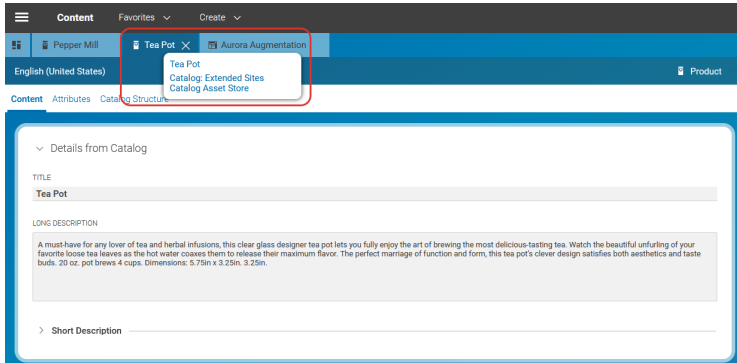 Content Favorites Create
Pepper Mill Tea Pot Aurora Augmentation
Tea Pot
Catalog: Extended Sites
Catalog Asset Store
English (United States) Product
Content Attributes Catalog Structure
Details from Catalog
TITLE
Tea Pot
LONG DESCRIPTION
A must-have for any lover of tea and herbal infusions, this clear glass designer tea pot lets you fully enjoy the art of brewing the most delicious-tasting tea. Watch the beautiful unfurling of your
favorite loose tea leaves as the hot water coaxes them to release their maximum flavor. The perfect marriage of function and form, this tea pot's clever design satisfies both aesthetics and taste
buds. 20 oz. pot brews 4 cups. Dimensions: 5.75in x 3.25in. 3.25in.
Short Description